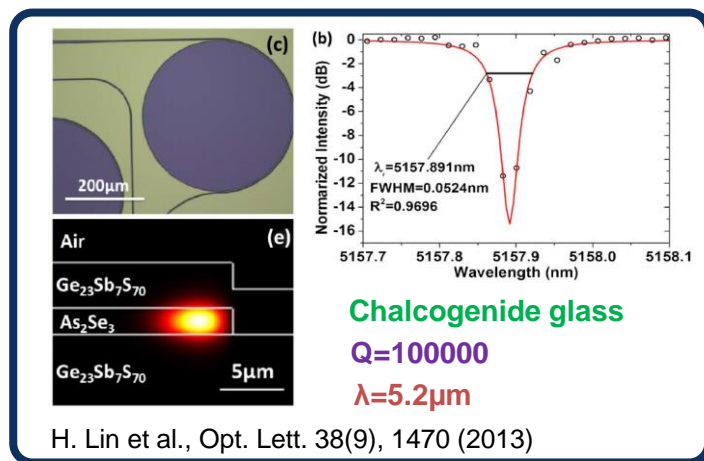 (c)
200μm
(e)
Air
Ge₂₃Sb₇S₇₀
As₂Se₃
Ge₂₃Sb₇S₇₀
5μm
(b)
Normarized Intensity (dB)
0
-2
-4
-6
-8
-10
-12
-14
-16
λr=5157.891nm
FWHM=0.0524nm
R²=0.9696
5157.7 5157.8 5157.9 5158.0 5158.1
Wavelength (nm)
Chalcogenide glass
Q=100000
λ=5.2μm
H. Lin et al., Opt. Lett. 38(9), 1470 (2013)